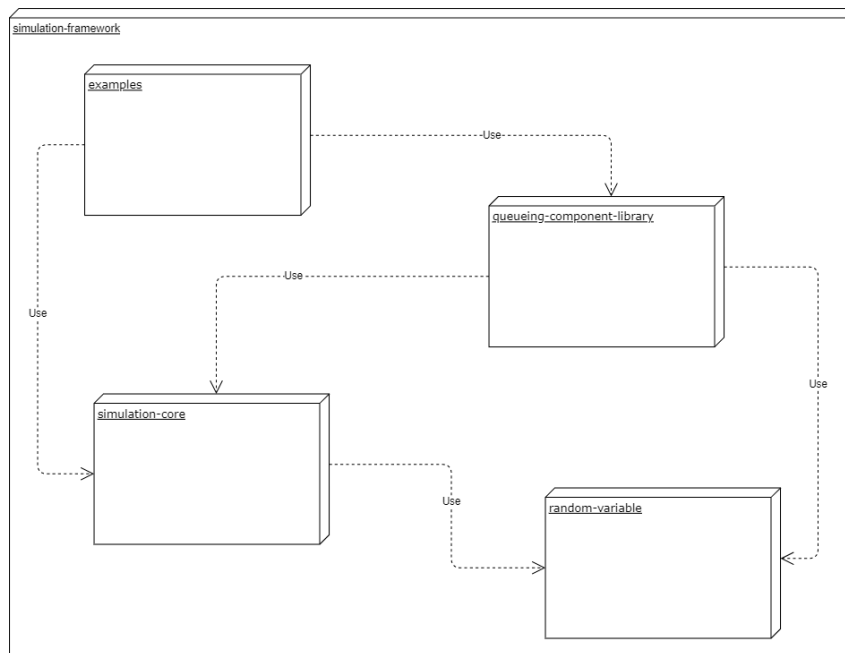 simulation-framework
examples
Use
queueing-component-library
Use
Use
Use
simulation-core
Use
random-variable